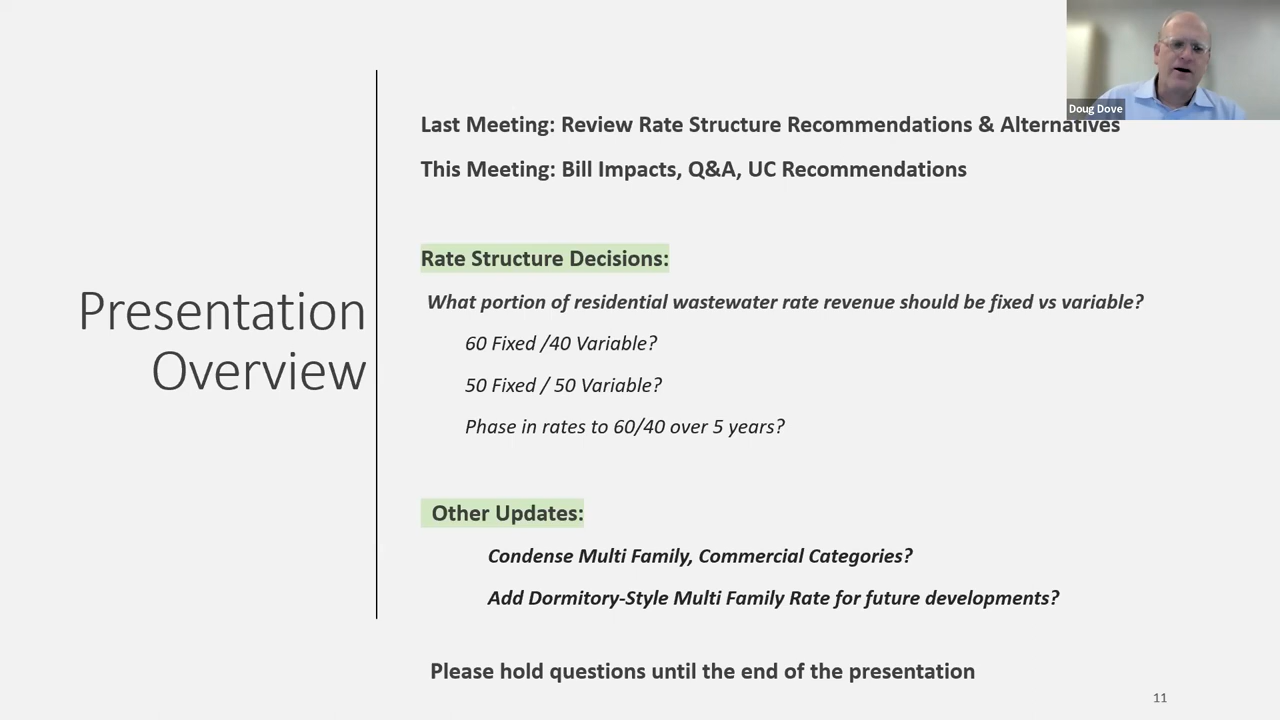 Doug Dove
Last Meeting: Review Rate Structure Recommendations & Alternatives
This Meeting: Bill Impacts, Q&A, UC Recommendations
Presentation
Overview
Rate Structure Decisions:
What portion of residential wastewater rate revenue should be fixed vs variable?
60 Fixed /40 Variable?
50 Fixed / 50 Variable?
Phase in rates to 60/40 over 5 years?
Other Updates:
Condense Multi Family, Commercial Categories?
Add Dormitory-Style Multi Family Rate for future developments?
Please hold questions until the end of the presentation
11